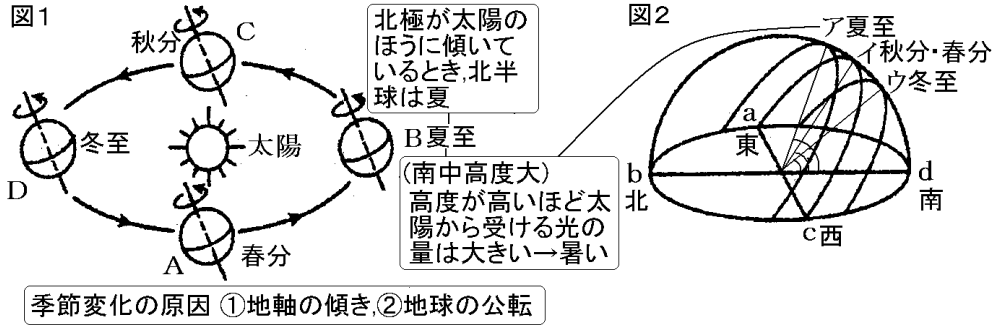 図1
秋分
C
北極が太陽の
ほうに傾いて
いるとき,北半
球は夏
冬至
D
太陽
B夏至
A
春分
(南中高度大)
高度が高いほど太
陽から受ける光の
量は大きい→暑い
季節変化の原因 ①地軸の傾き,②地球の公転
図2
ア夏至
イ秋分・春分
ウ冬至
a
東
b
北
d
南
c西